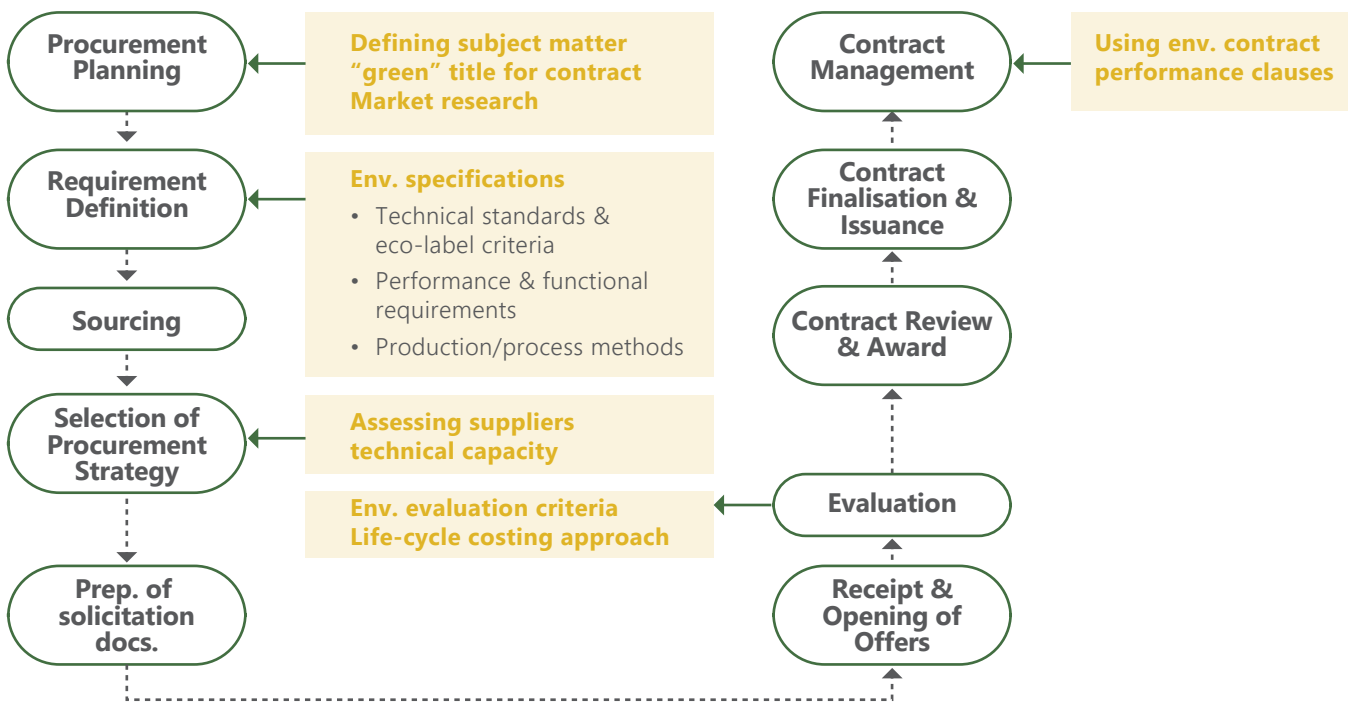 Procurement
Planning
Defining subject matter
“green” title for contract
Market research
Requirement
Definition
Env. specifications
• Technical standards &
eco-label criteria
• Performance & functional
requirements
• Production/process methods
Sourcing
Selection of
Procurement
Strategy
Assessing suppliers
technical capacity
Env. evaluation criteria
Life-cycle costing approach
Prep. of
solicitation
docs.
Contract
Management
Using env. contract
performance clauses
Contract
Finalisation &
Issuance
Contract Review
& Award
Evaluation
Receipt &
Opening of
Offers